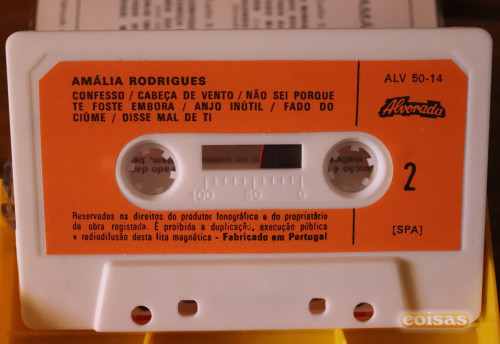 AMÁLIA RODRIGUES
ALV 50-14
CONFESSO / CABEÇA DE VENTO / NÃO SEI PORQUE
TE FOSTE EMBORA / ANJO INÚTIL / FADO DO
CIÚME / DISSE MAL DE TI
Alvorada
100 50 0
2
Reservados os direitos do produtor fonográfico e do proprietário
da obra registada. É proibida a duplicação, execução pública
e radiodifusão desta fita magnática - Fabricado em Portugal
[SPA]
coisas